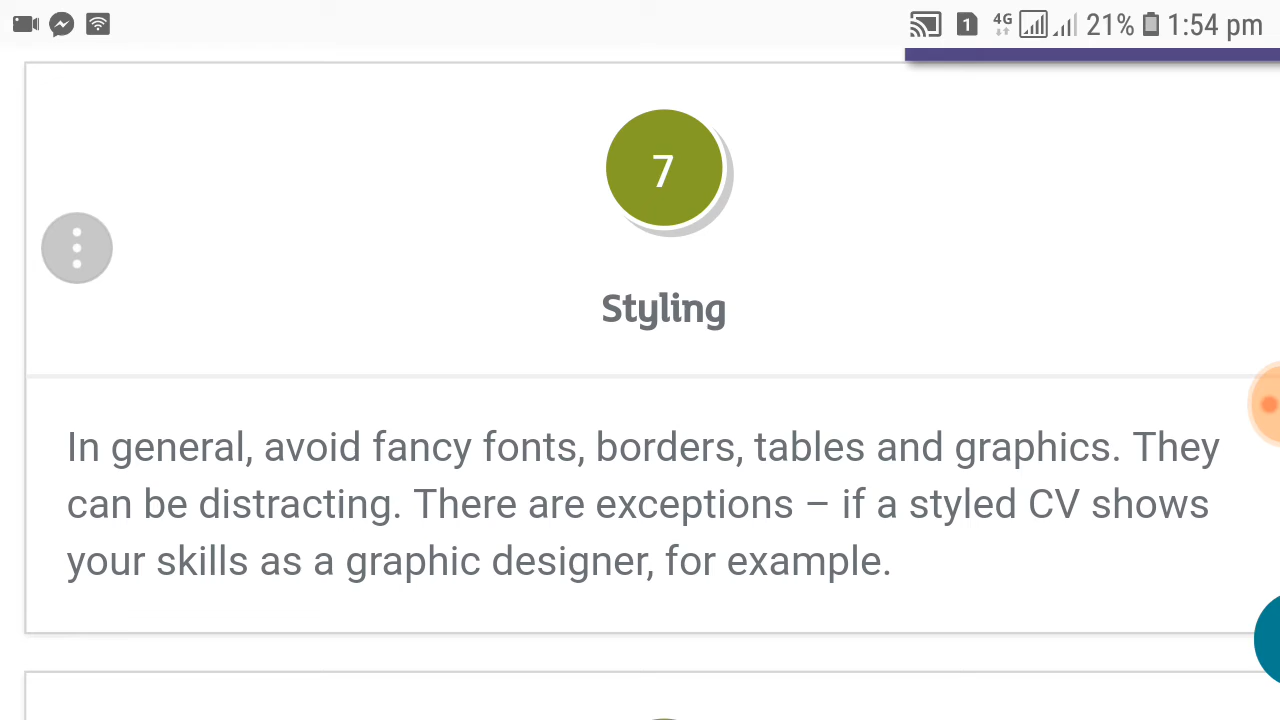 1 4G 21% 1:54 pm
7
Styling
In general, avoid fancy fonts, borders, tables and graphics. They
can be distracting. There are exceptions – if a styled CV shows
your skills as a graphic designer, for example.